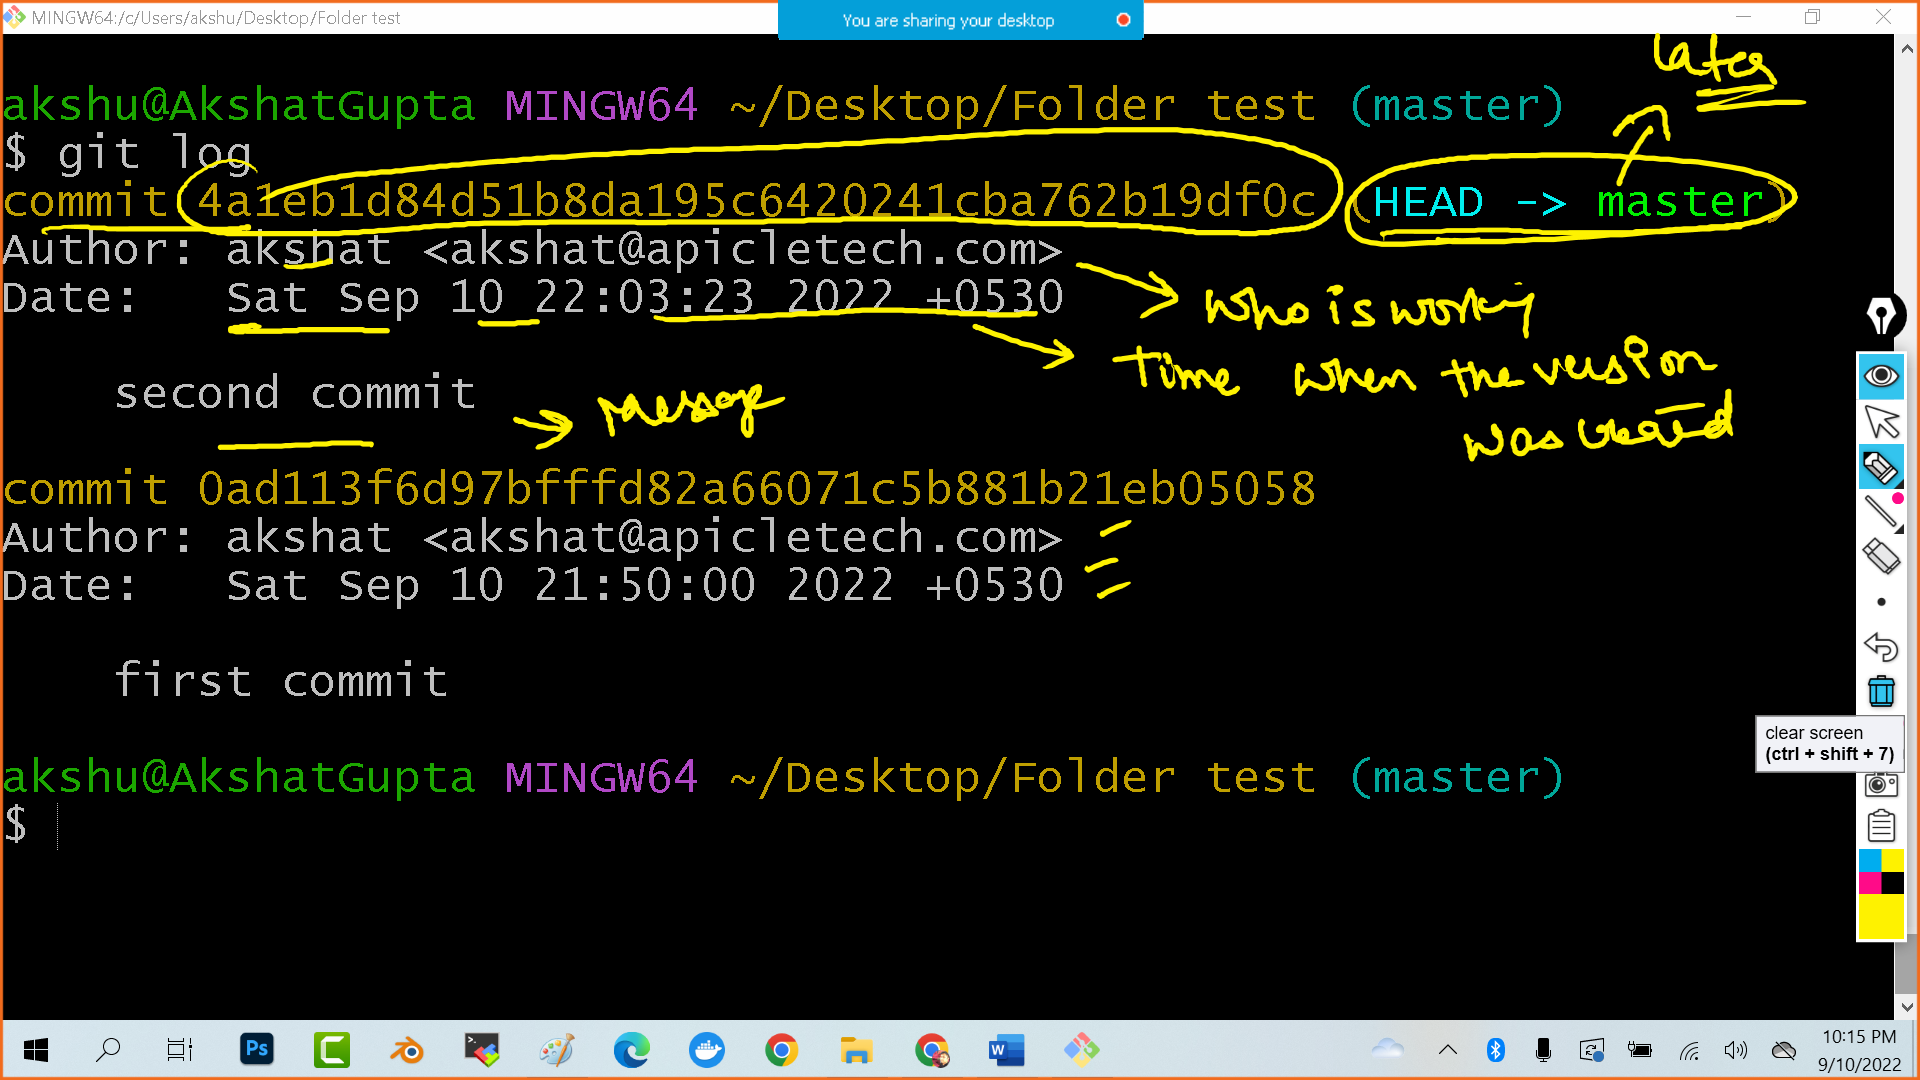 MINGW64:/c/Users/akshu/Desktop/Folder test
You are sharing your desktop
Later
akshu@AkshatGupta MINGW64 ~/Desktop/Folder test (master)
$ git log
commit 4a1eb1d84d51b8da195c6420241cba762b19df0c (HEAD -> master)
Author: akshat <akshat@apicletech.com>
Date:   Sat Sep 10 22:03:23 2022 +0530
who is working
Time when the version
was created
second commit
Message
commit 0ad113f6d97bfffd82a66071c5b881b21eb05058
Author: akshat <akshat@apicletech.com>
Date:   Sat Sep 10 21:50:00 2022 +0530
first commit
clear screen
(ctrl + shift + 7)
akshu@AkshatGupta MINGW64 ~/Desktop/Folder test (master)
$
Ps
C
W
10:15 PM
9/10/2022